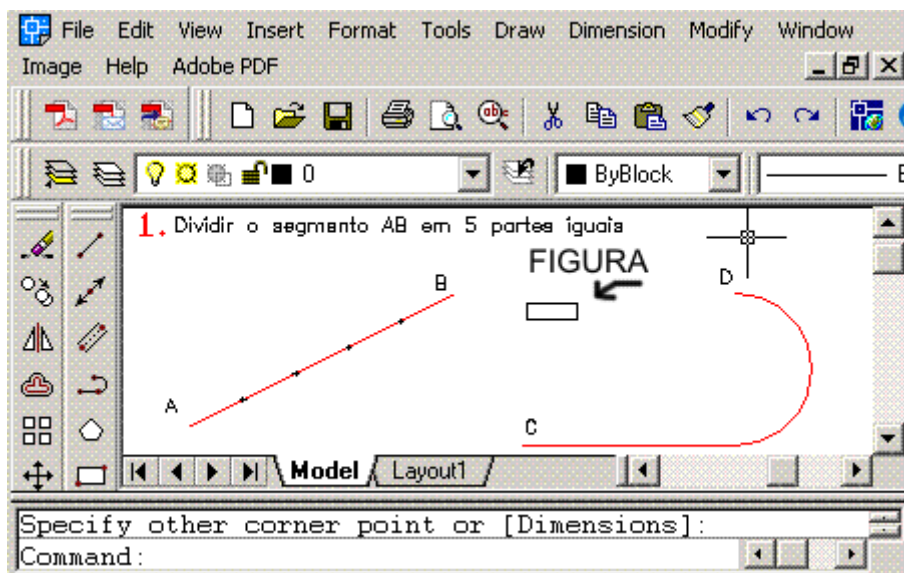 File Edit View Insert Format Tools Draw Dimension Modify Window
Image Help Adobe PDF
0
ByBlock
1. Dividir o segmento AB em 5 partes iguais
FIGURA
B
D
A
C
Model Layout1
Specify other corner point or [Dimensions]:
Command: